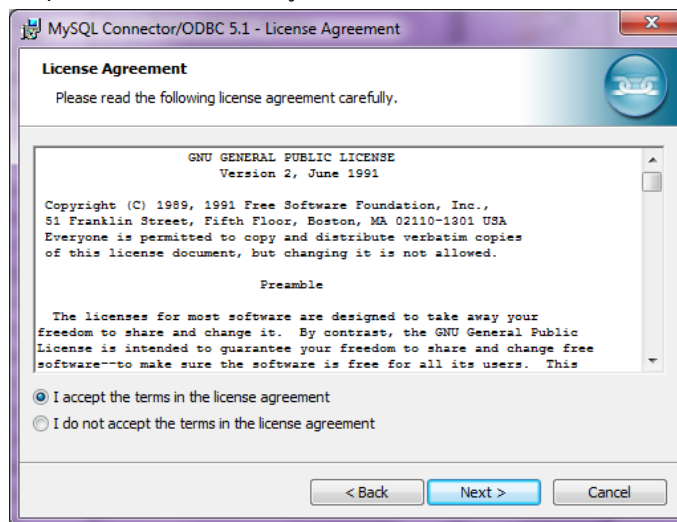 MySQL Connector/ODBC 5.1 - License Agreement
License Agreement
Please read the following license agreement carefully.
GNU GENERAL PUBLIC LICENSE
Version 2, June 1991
Copyright (C) 1989, 1991 Free Software Foundation, Inc.,
51 Franklin Street, Fifth Floor, Boston, MA 02110-1301 USA
Everyone is permitted to copy and distribute verbatim copies
of this license document, but changing it is not allowed.
Preamble
The licenses for most software are designed to take away your
freedom to share and change it.  By contrast, the GNU General Public
License is intended to guarantee your freedom to share and change free
software--to make sure the software is free for all its users.  This
I accept the terms in the license agreement
I do not accept the terms in the license agreement
< Back
Next >
Cancel